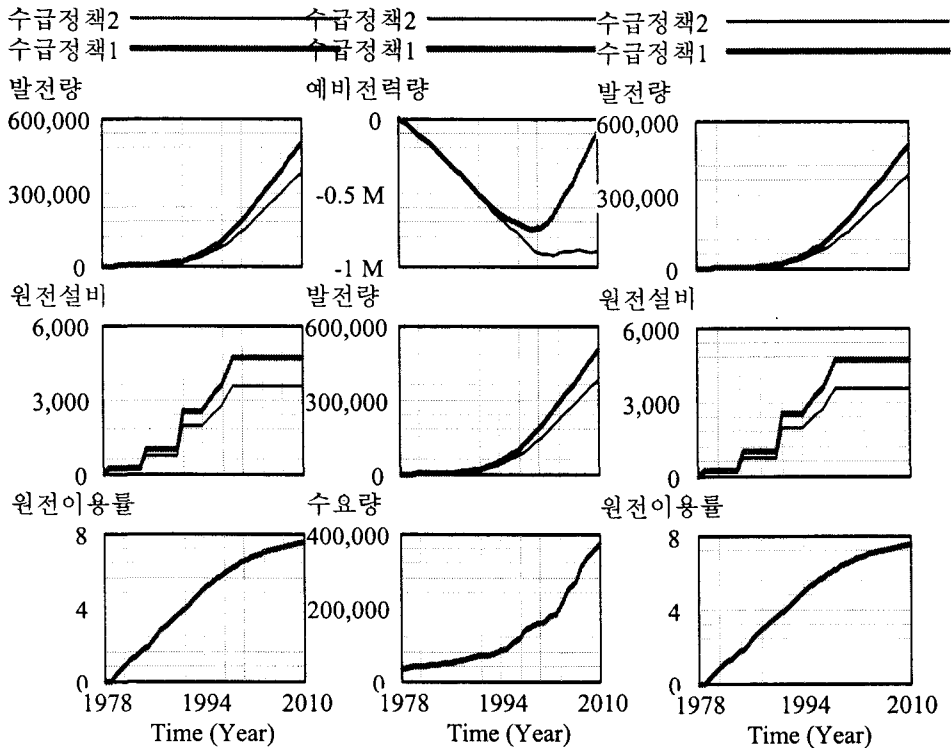 수급정책2 수급정책2 수급정책2
수급정책1 수급정책1 수급정책1
발전량 예비전력량 발전량
600,000 0 600,000
300,000 -0.5 M 300,000
0 -1 M 0
원전설비 발전량 원전설비
6,000 600,000 6,000
3,000 300,000 3,000
0 0 0
원전이용률 수요량 원전이용률
8 400,000 8
4 200,000 4
0 0 0
1978 1994 2010 1978 1994 2010 1978 1994 2010
Time (Year) Time (Year) Time (Year)